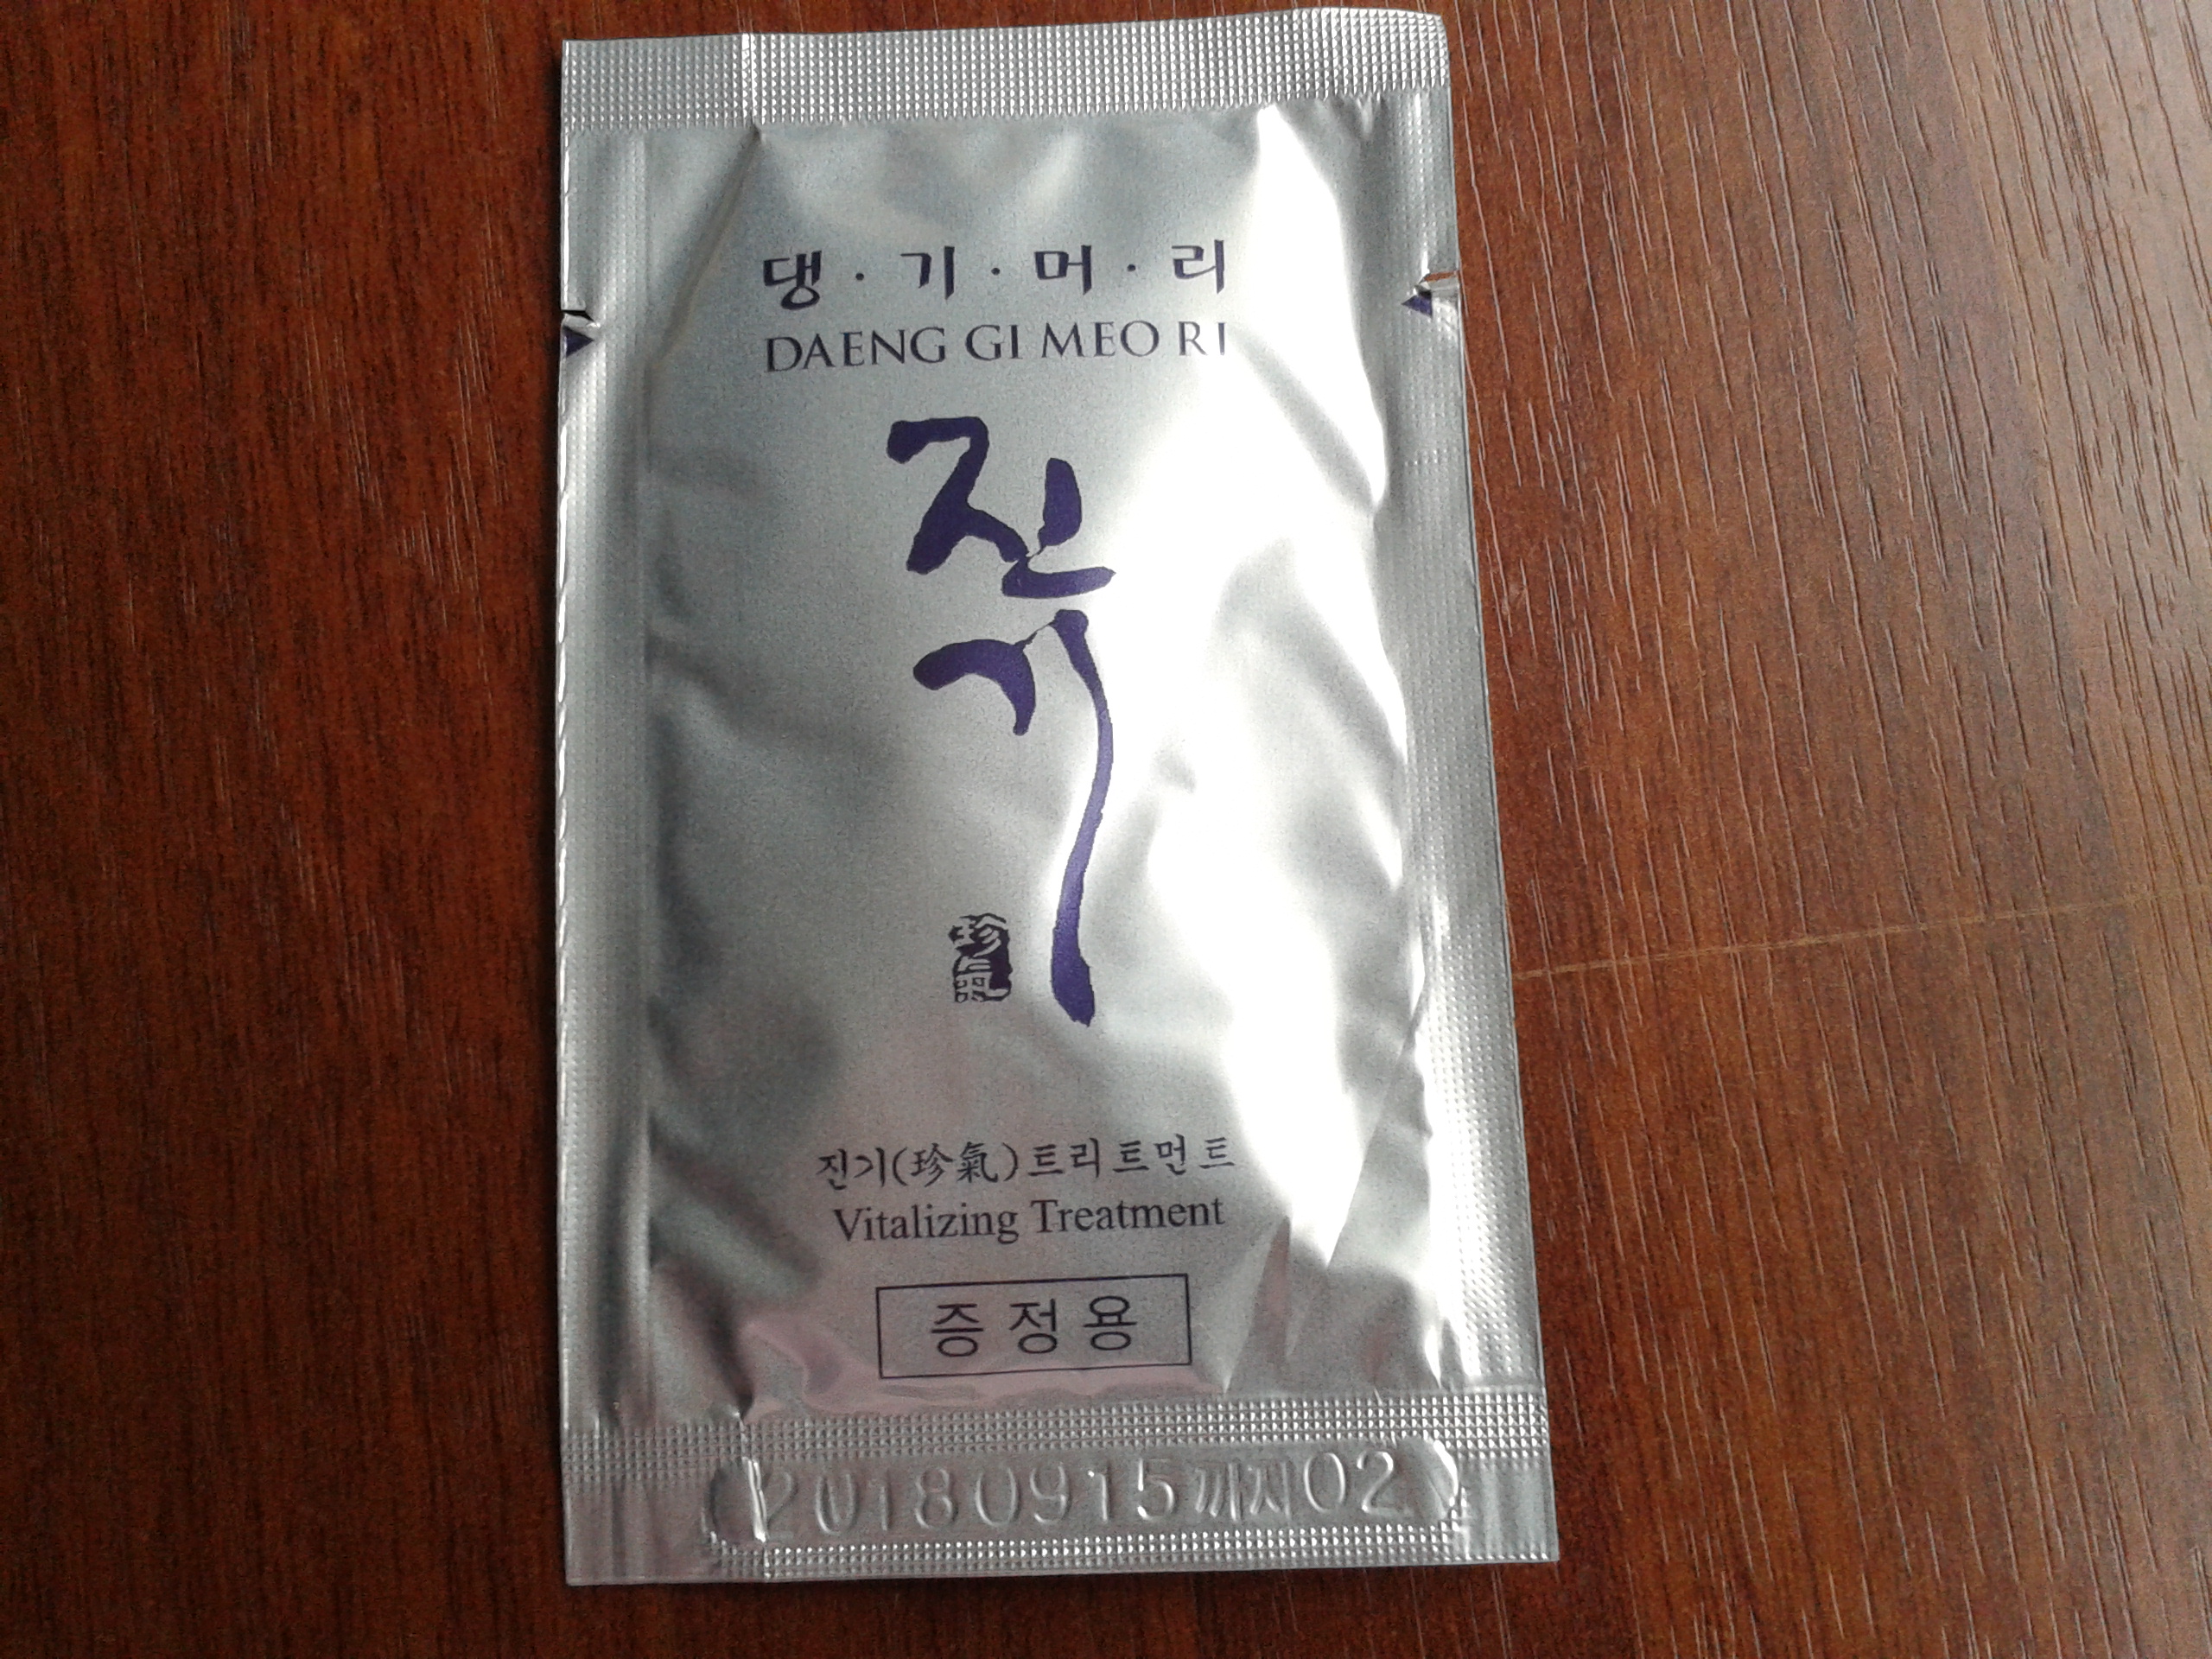 댕·기·머·리
DAENG GI MEO RI
진
기
珍
진기(珍氣)트리트먼트
Vitalizing Treatment
증정용
20180915까지02